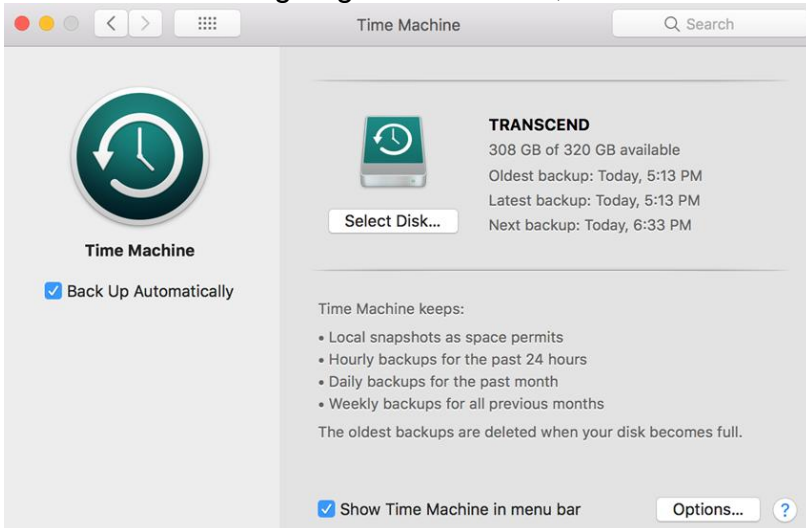 Time Machine
Search
TRANSCEND
308 GB of 320 GB available
Oldest backup: Today, 5:13 PM
Latest backup: Today, 5:13 PM
Select Disk...
Next backup: Today, 6:33 PM
Time Machine
Back Up Automatically
Time Machine keeps:
• Local snapshots as space permits
• Hourly backups for the past 24 hours
• Daily backups for the past month
• Weekly backups for all previous months
The oldest backups are deleted when your disk becomes full.
Show Time Machine in menu bar
Options...
?